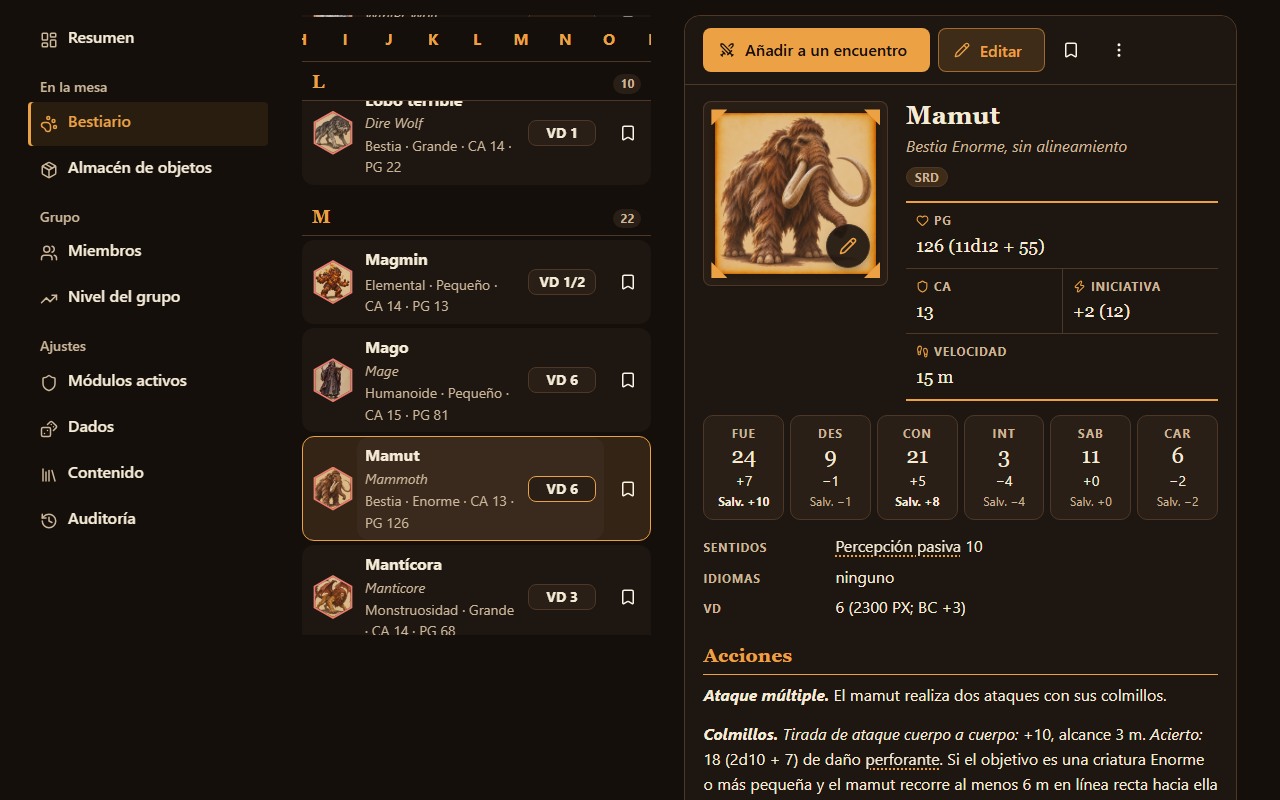 Resumen
En la mesa
Bestiario
Almacén de objetos
Grupo
Miembros
Nivel del grupo
Ajustes
Módulos activos
Dados
Contenido
Auditoría
H I J K L M N O
L 10
Lobo terrible
Dire Wolf
Bestia · Grande · CA 14 ·
PG 22
VD 1
M 22
Magmin
Elemental · Pequeño ·
CA 14 · PG 13
VD 1/2
Mago
Mage
Humanoide · Pequeño ·
CA 15 · PG 81
VD 6
Mamut
Mammoth
Bestia · Enorme · CA 13 ·
PG 126
VD 6
Mantícora
Manticore
Monstruosidad · Grande
· CA 14 · PG 68
VD 3
Añadir a un encuentro
Editar
Mamut
Bestia Enorme, sin alineamiento
SRD
PG
126 (11d12 + 55)
CA
13
INICIATIVA
+2 (12)
VELOCIDAD
15 m
FUE
24
+7
Salv. +10
DES
9
−1
Salv. −1
CON
21
+5
Salv. +8
INT
3
−4
Salv. −4
SAB
11
+0
Salv. +0
CAR
6
−2
Salv. −2
SENTIDOS Percepción pasiva 10
IDIOMAS ninguno
VD 6 (2300 PX; BC +3)
Acciones
Ataque múltiple. El mamut realiza dos ataques con sus colmillos.
Colmillos. Tirada de ataque cuerpo a cuerpo: +10, alcance 3 m. Acierto:
18 (2d10 + 7) de daño perforante. Si el objetivo es una criatura Enorme
o más pequeña y el mamut recorre al menos 6 m en línea recta hacia ella